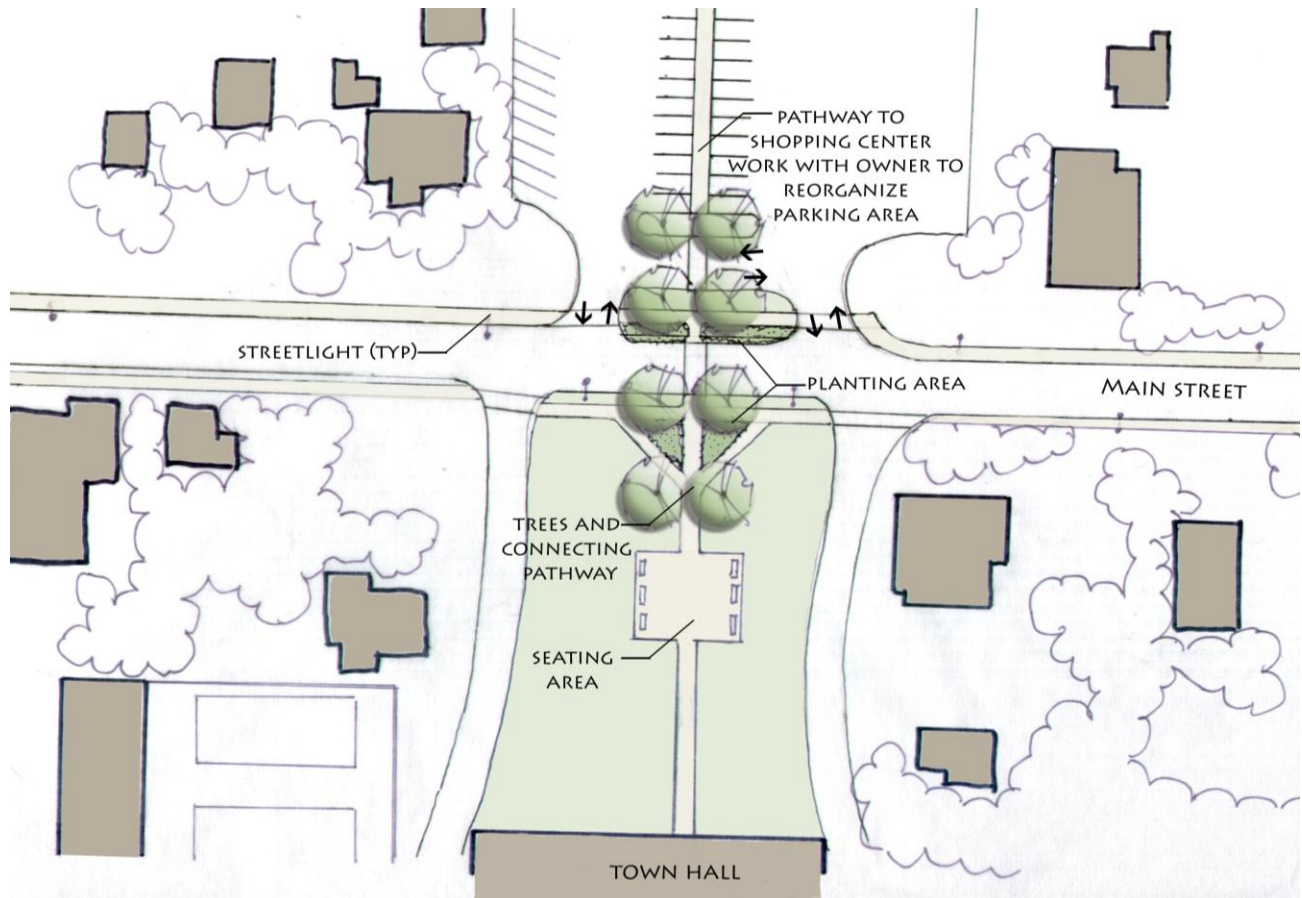 PATHWAY TO
SHOPPING CENTER
WORK WITH OWNER TO
REORGANIZE
PARKING AREA
STREETLIGHT (TYP)
PLANTING AREA
MAIN STREET
TREES AND
CONNECTING
PATHWAY
SEATING
AREA
TOWN HALL